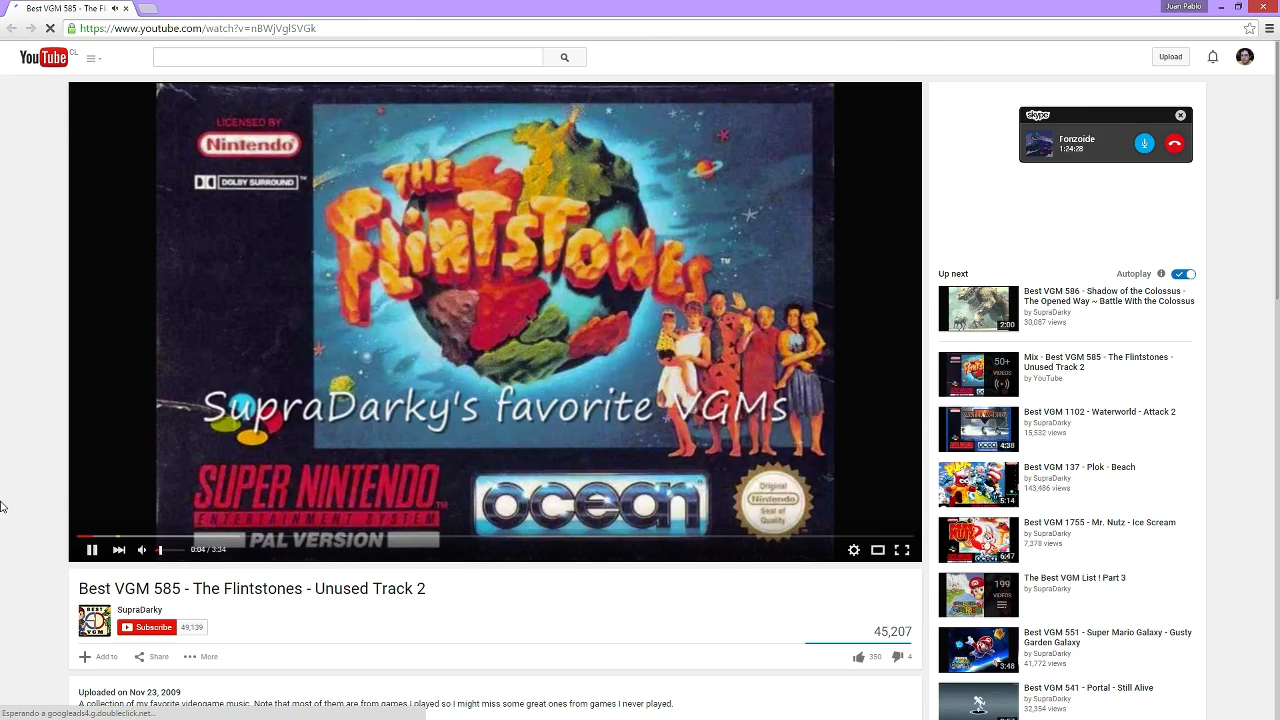 Best VGM 585 - The Fli
Juan Pablo
https://www.youtube.com/watch?v=nBWjVglSVGk
YouTube CL
Upload
LICENSED BY
Nintendo
DOLBY SURROUND
THE
FLINTSTONES
TM
SupraDarky's favorite VGMs
SUPER NINTENDO
ENTERTAINMENT SYSTEM
PAL VERSION
ocean
Original
Nintendo
Seal of
Quality
0:04 / 3:34
skype
Fonzoide
1:24:28
Up next
Autoplay
Best VGM 586 - Shadow of the Colossus -
The Opened Way ~ Battle With the Colossus
by SupraDarky
30,087 views
2:00
Mix - Best VGM 585 - The Flintstones -
Unused Track 2
by YouTube
50+
VIDEOS
Best VGM 1102 - Waterworld - Attack 2
by SupraDarky
15,532 views
4:38
Best VGM 137 - Plok - Beach
by SupraDarky
143,486 views
5:14
Best VGM 1755 - Mr. Nutz - Ice Scream
by SupraDarky
7,378 views
6:47
The Best VGM List ! Part 3
by SupraDarky
199
VIDEOS
Best VGM 551 - Super Mario Galaxy - Gusty
Garden Galaxy
by SupraDarky
41,772 views
3:48
Best VGM 541 - Portal - Still Alive
by SupraDarky
32,354 views
Best VGM 585 - The Flintstones - Unused Track 2
SupraDarky
Subscribe 49,139
45,207
Add to Share More
350 4
Uploaded on Nov 23, 2009
A collection of my favorite videogame music. Note
games I played so I might miss some good ones from games I never played.
Esperando a googleads4.g.doubleclick.net...